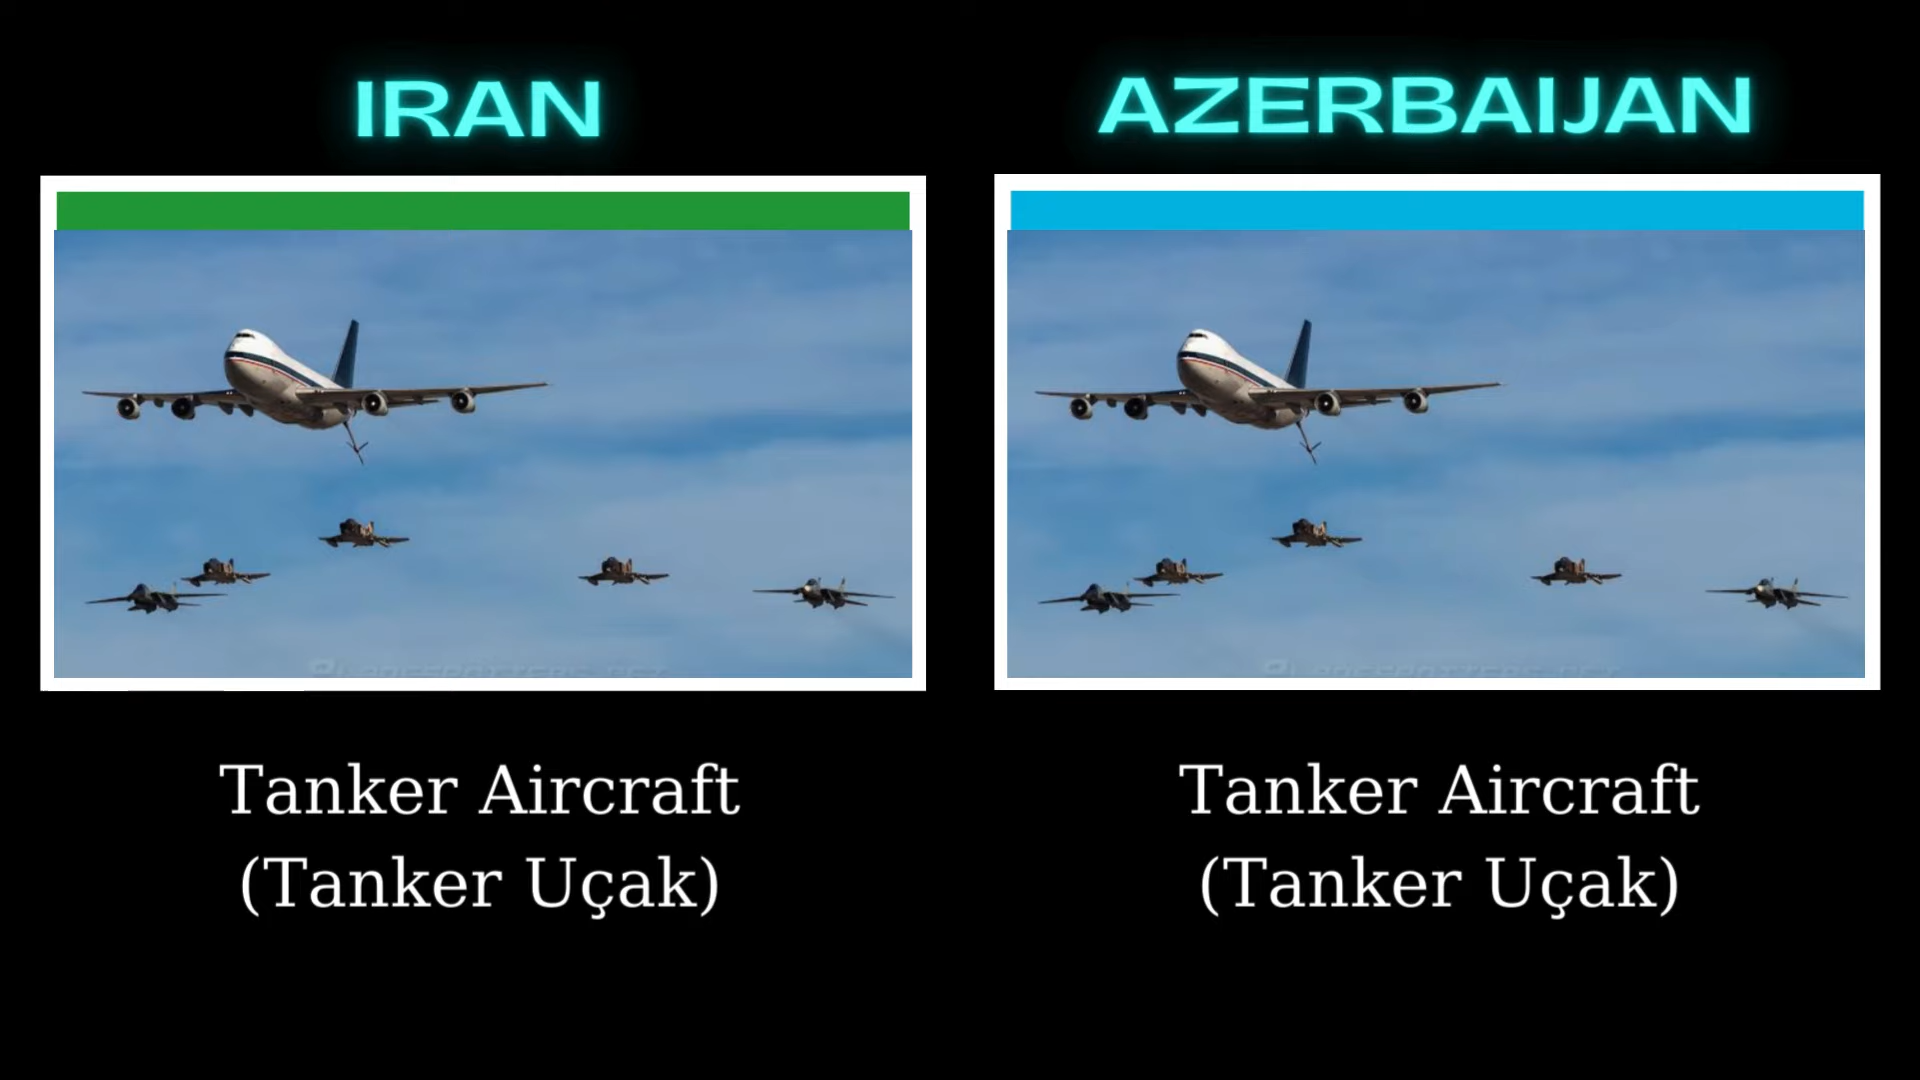 IRAN
AZERBAIJAN
Tanker Aircraft
(Tanker Uçak)
Tanker Aircraft
(Tanker Uçak)